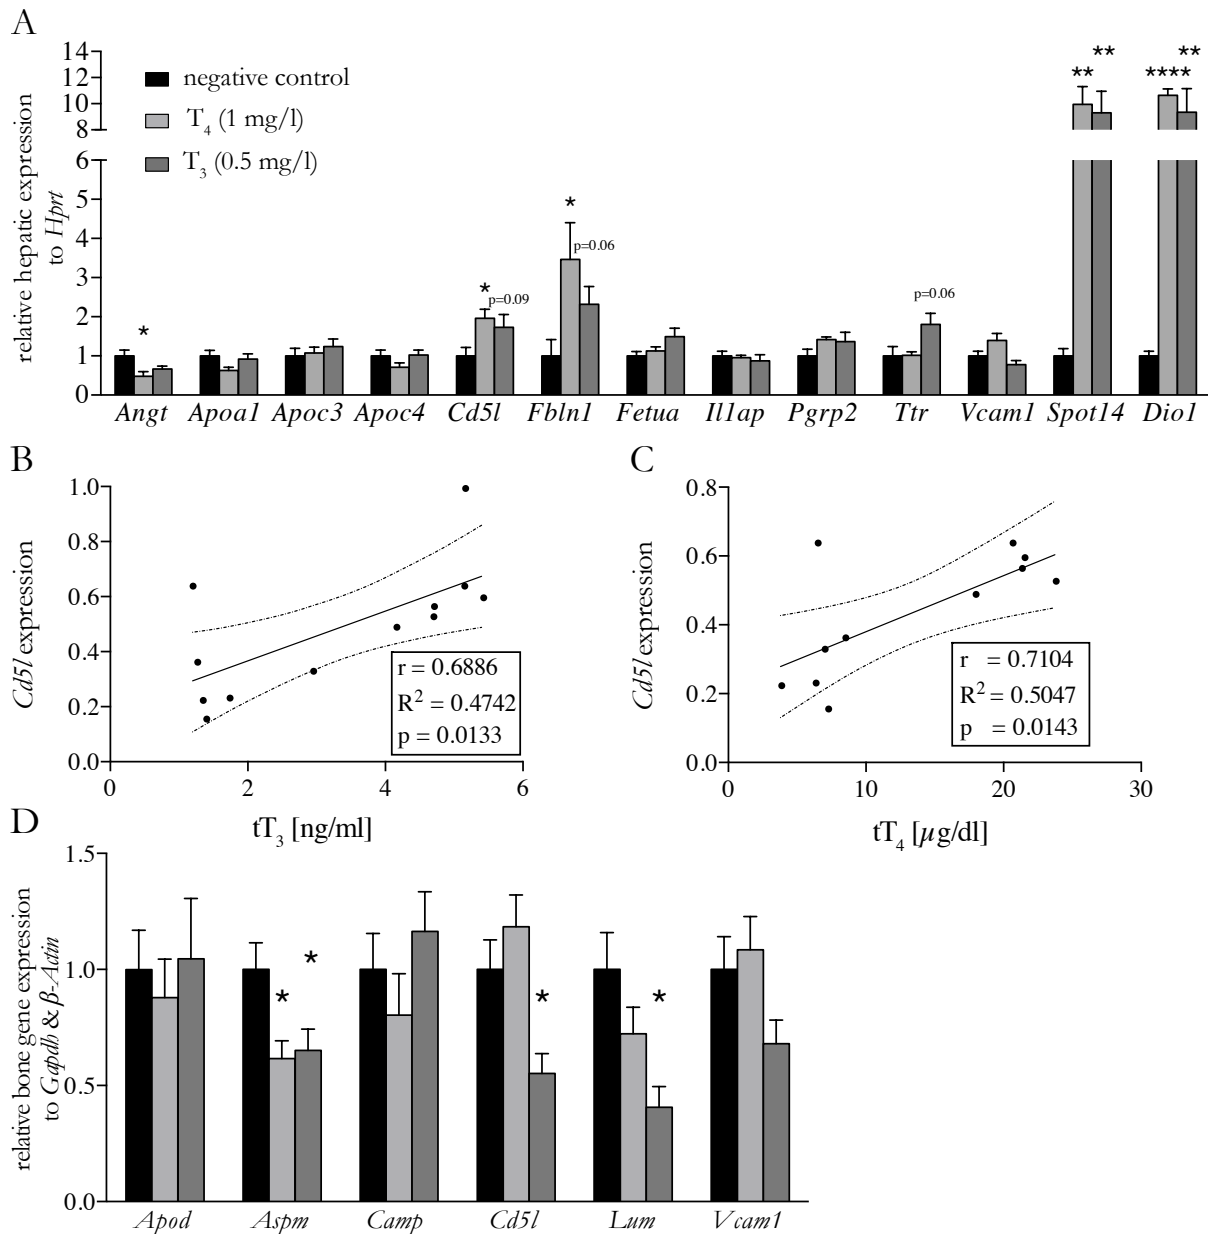 A
relative hepatic expression
to Hprt
14
12
10
8
6
4
3
2
1
0
negative control
T4 (1 mg/l)
T3 (0.5 mg/l)
*
*
p=0.09
*
p=0.06
p=0.06
**
**
****
**
Angt Apoa1 Apoc3 Apoc4 Cd5l Fbln1 Fetua Il1ap Pgrp2 Ttr Vcam1 Spot14 Dio1
B
Cd5l expression
1.0
0.8
0.6
0.4
0.2
0.0
0 2 4 6
r = 0.6886
R2 = 0.4742
p = 0.0133
tT3 [ng/ml]
C
Cd5l expression
0.8
0.6
0.4
0.2
0.0
0 10 20 30
r = 0.7104
R2 = 0.5047
p = 0.0143
tT4 [µg/dl]
D
relative bone gene expression
to Gapdh & β-Actin
1.5
1.0
0.5
0.0
*
*
*
*
Apod Aspm Camp Cd5l Lum Vcam1